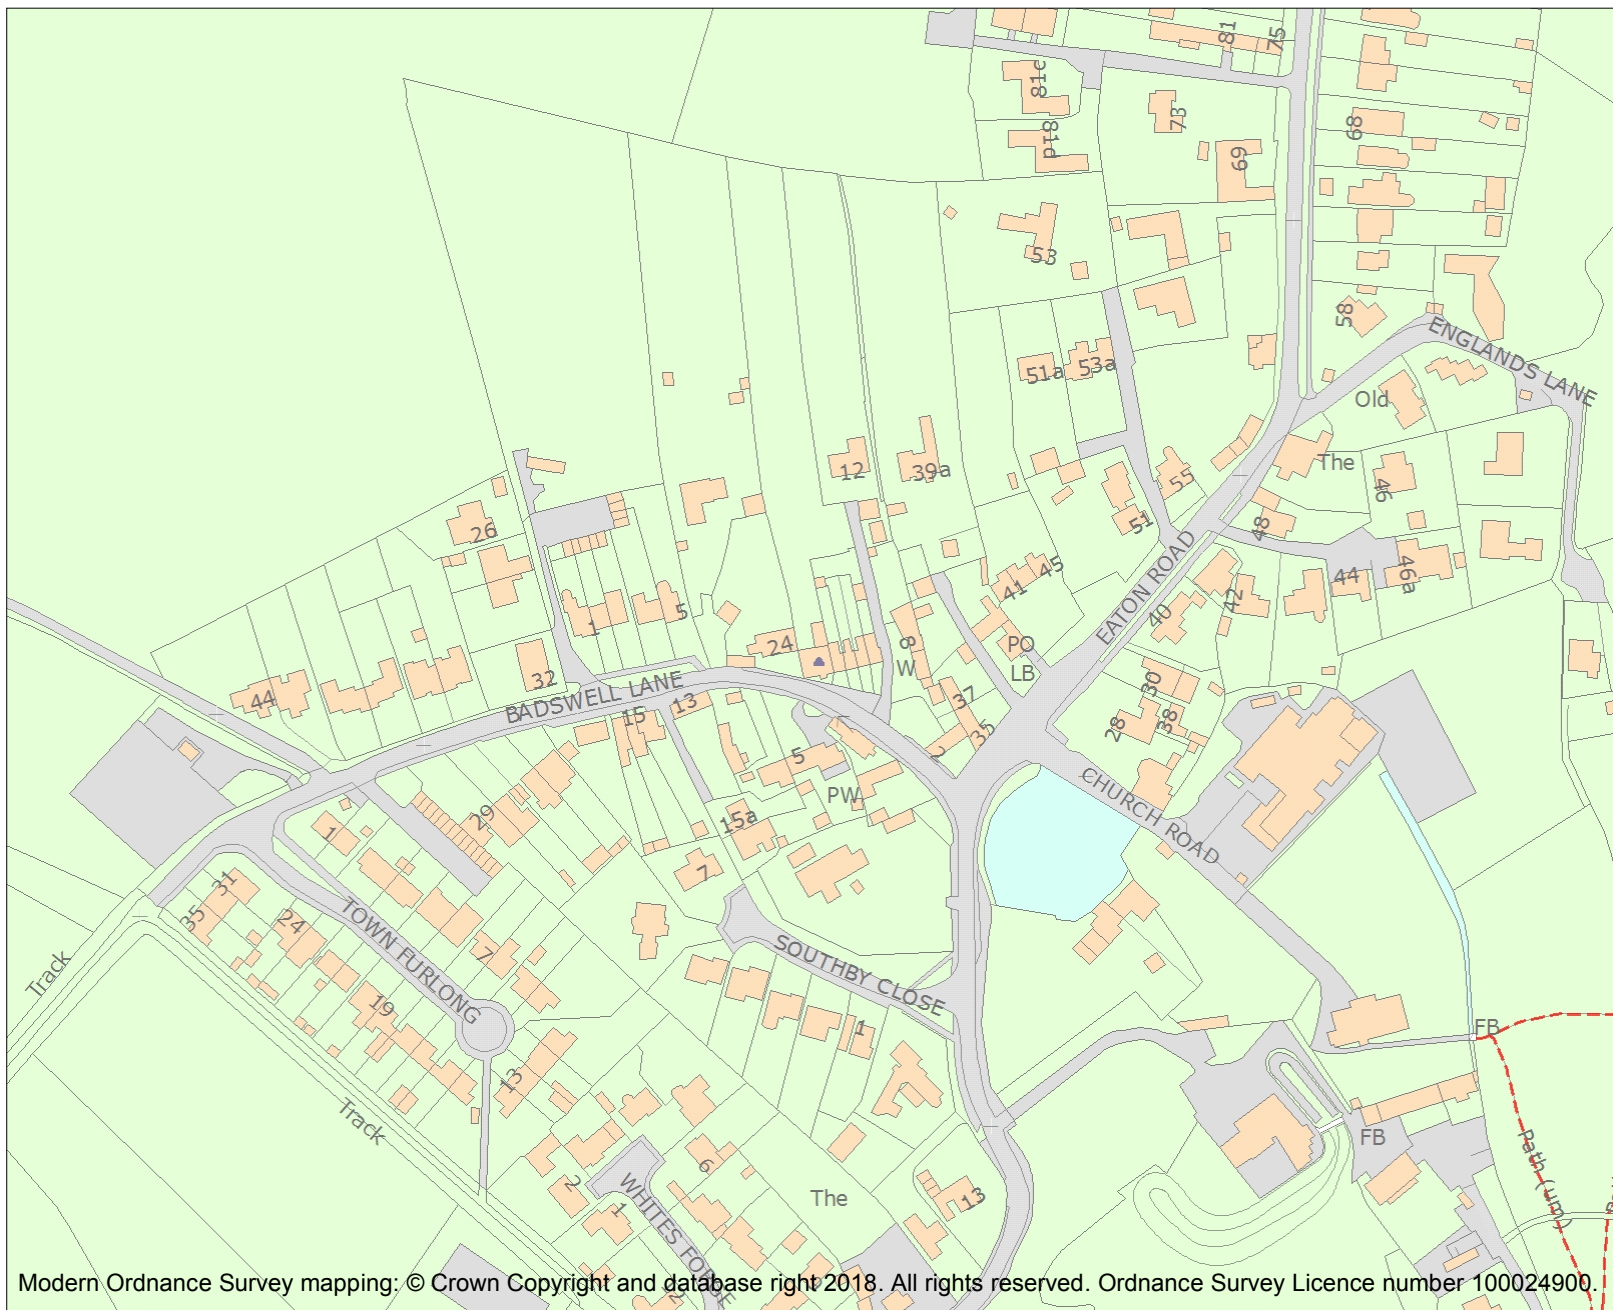 81
75
81c
73
81d
69
68
53
58
ENGLANDS LANE
51a
53a
Old
12
39a
The
55
46
51
48
26
EATON ROAD
41
45
44
46a
42
40
1
5
24
8
PO
W
LB
30
32
44
BADSWELL LANE
15
13
37
38
28
35
2
5
CHURCH ROAD
PW
29
1
15a
7
31
35
24
TOWN FURLONG
7
SOUTHBY CLOSE
Track
19
1
FB
13
Track
FB
6
Path (um)
2
The
13
1
WHITES FORGE
Modern Ordnance Survey mapping: © Crown Copyright and database right 2018. All rights reserved. Ordnance Survey Licence number 100024900.